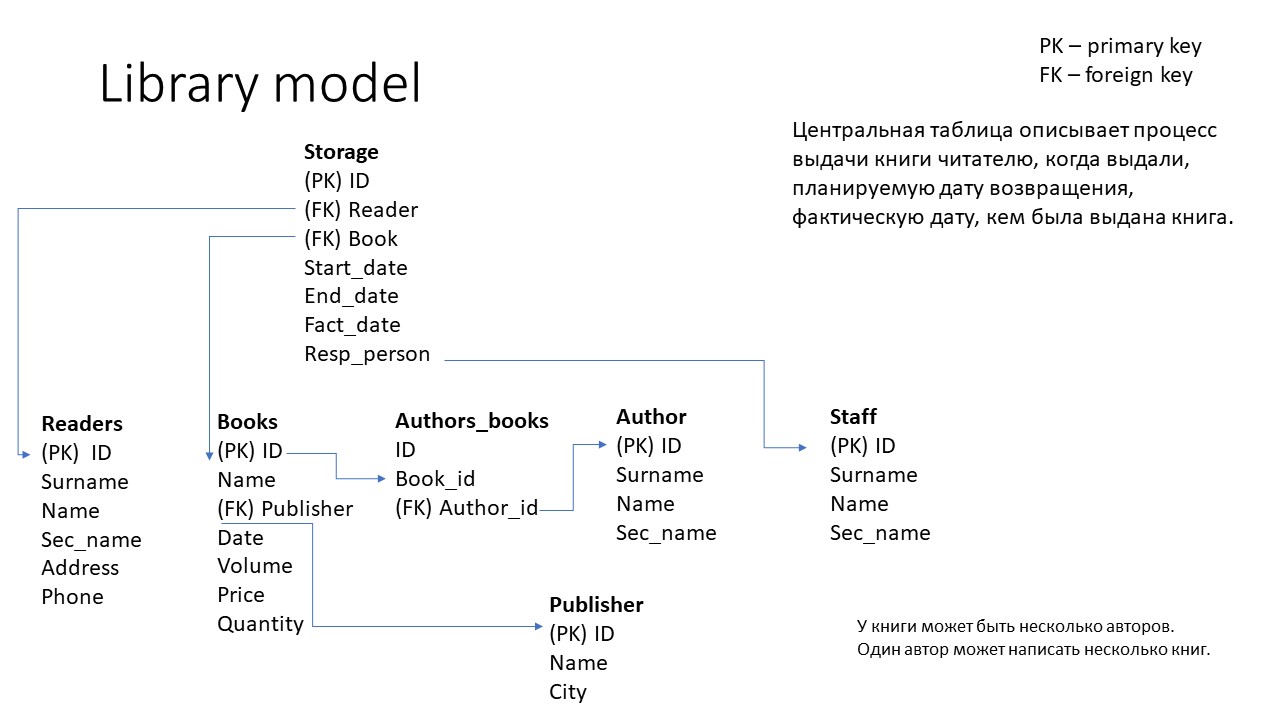 Library model
PK – primary key
FK – foreign key
Центральная таблица описывает процесс
выдачи книги читателю, когда выдали,
планируемую дату возвращения,
фактическую дату, кем была выдана книга.
Storage
(PK) ID
(FK) Reader
(FK) Book
Start_date
End_date
Fact_date
Resp_person
Readers
(PK) ID
Surname
Name
Sec_name
Address
Phone
Books
(PK) ID
Name
(FK) Publisher
Date
Volume
Price
Quantity
Authors_books
ID
Book_id
(FK) Author_id
Author
(PK) ID
Surname
Name
Sec_name
Staff
(PK) ID
Surname
Name
Sec_name
Publisher
(PK) ID
Name
City
У книги может быть несколько авторов.
Один автор может написать несколько книг.